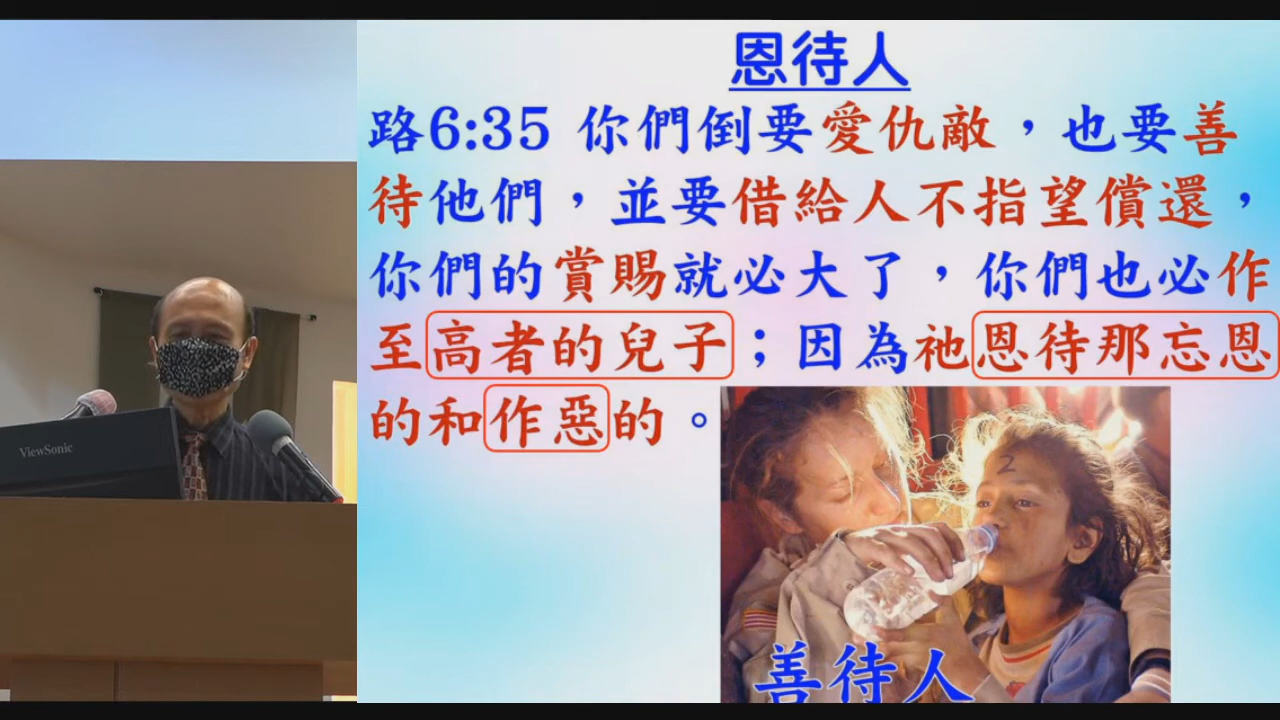 恩待人
路6:35 你們倒要愛仇敵，也要善
待他們，並要借給人不指望償還，
你們的賞賜就必大了，你們也必作
至高者的兒子；因為祂恩待那忘恩
的和作惡的。
2
善待人
ViewSonic